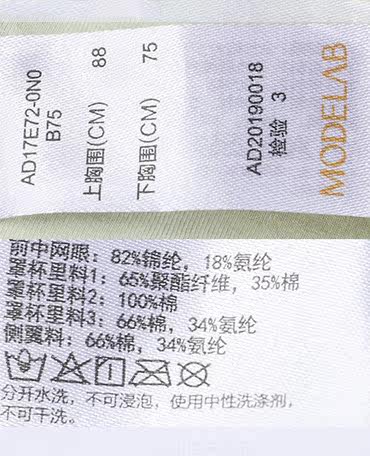 AD17E72-0N0
B75
上胸围(CM) 88
下胸围(CM) 75
AD20190018
检验 3
MODELAB
前中网眼：82%锦纶，18%氨纶
罩杯里料1：65%聚酯纤维，35%棉
罩杯里料2：100%棉
罩杯里料3：66%棉，34%氨纶
侧翼料：66%棉，34%氨纶
分开水洗，不可浸泡，使用中性洗涤剂，
不可干洗。